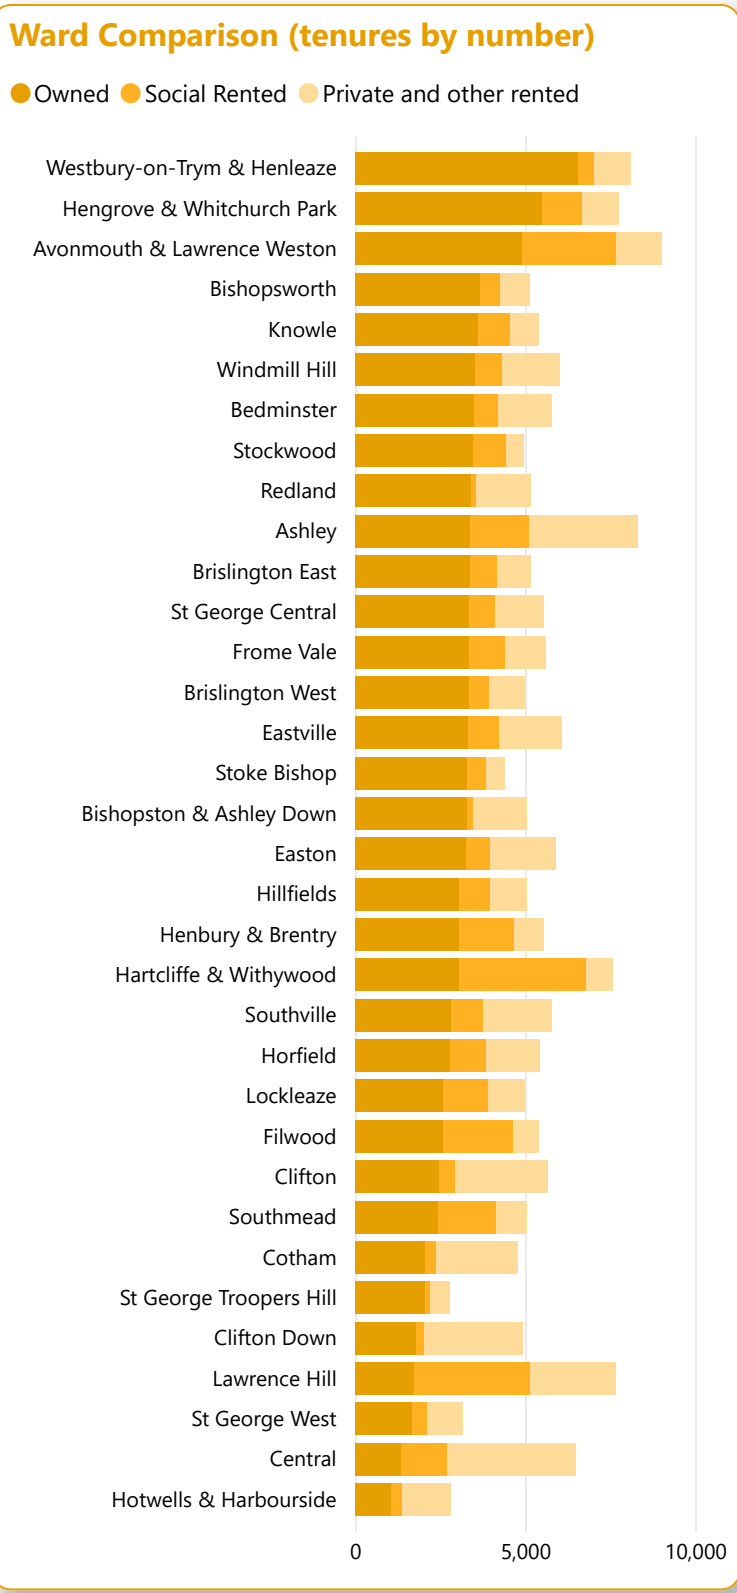 Ward Comparison (tenures by number)
Owned Social Rented Private and other rented
Westbury-on-Trym & Henleaze
Hengrove & Whitchurch Park
Avonmouth & Lawrence Weston
Bishopsworth
Knowle
Windmill Hill
Bedminster
Stockwood
Redland
Ashley
Brislington East
St George Central
Frome Vale
Brislington West
Eastville
Stoke Bishop
Bishopston & Ashley Down
Easton
Hillfields
Henbury & Brentry
Hartcliffe & Withywood
Southville
Horfield
Lockleaze
Filwood
Clifton
Southmead
Cotham
St George Troopers Hill
Clifton Down
Lawrence Hill
St George West
Central
Hotwells & Harbourside
0 5,000 10,000